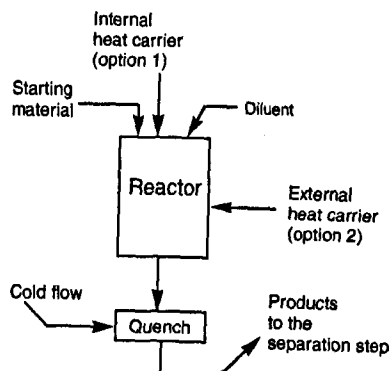 Internal
heat carrier
(option 1)
Starting
material
Diluent
Reactor
External
heat carrier
(option 2)
Cold flow
Quench
Products
to the
separation step